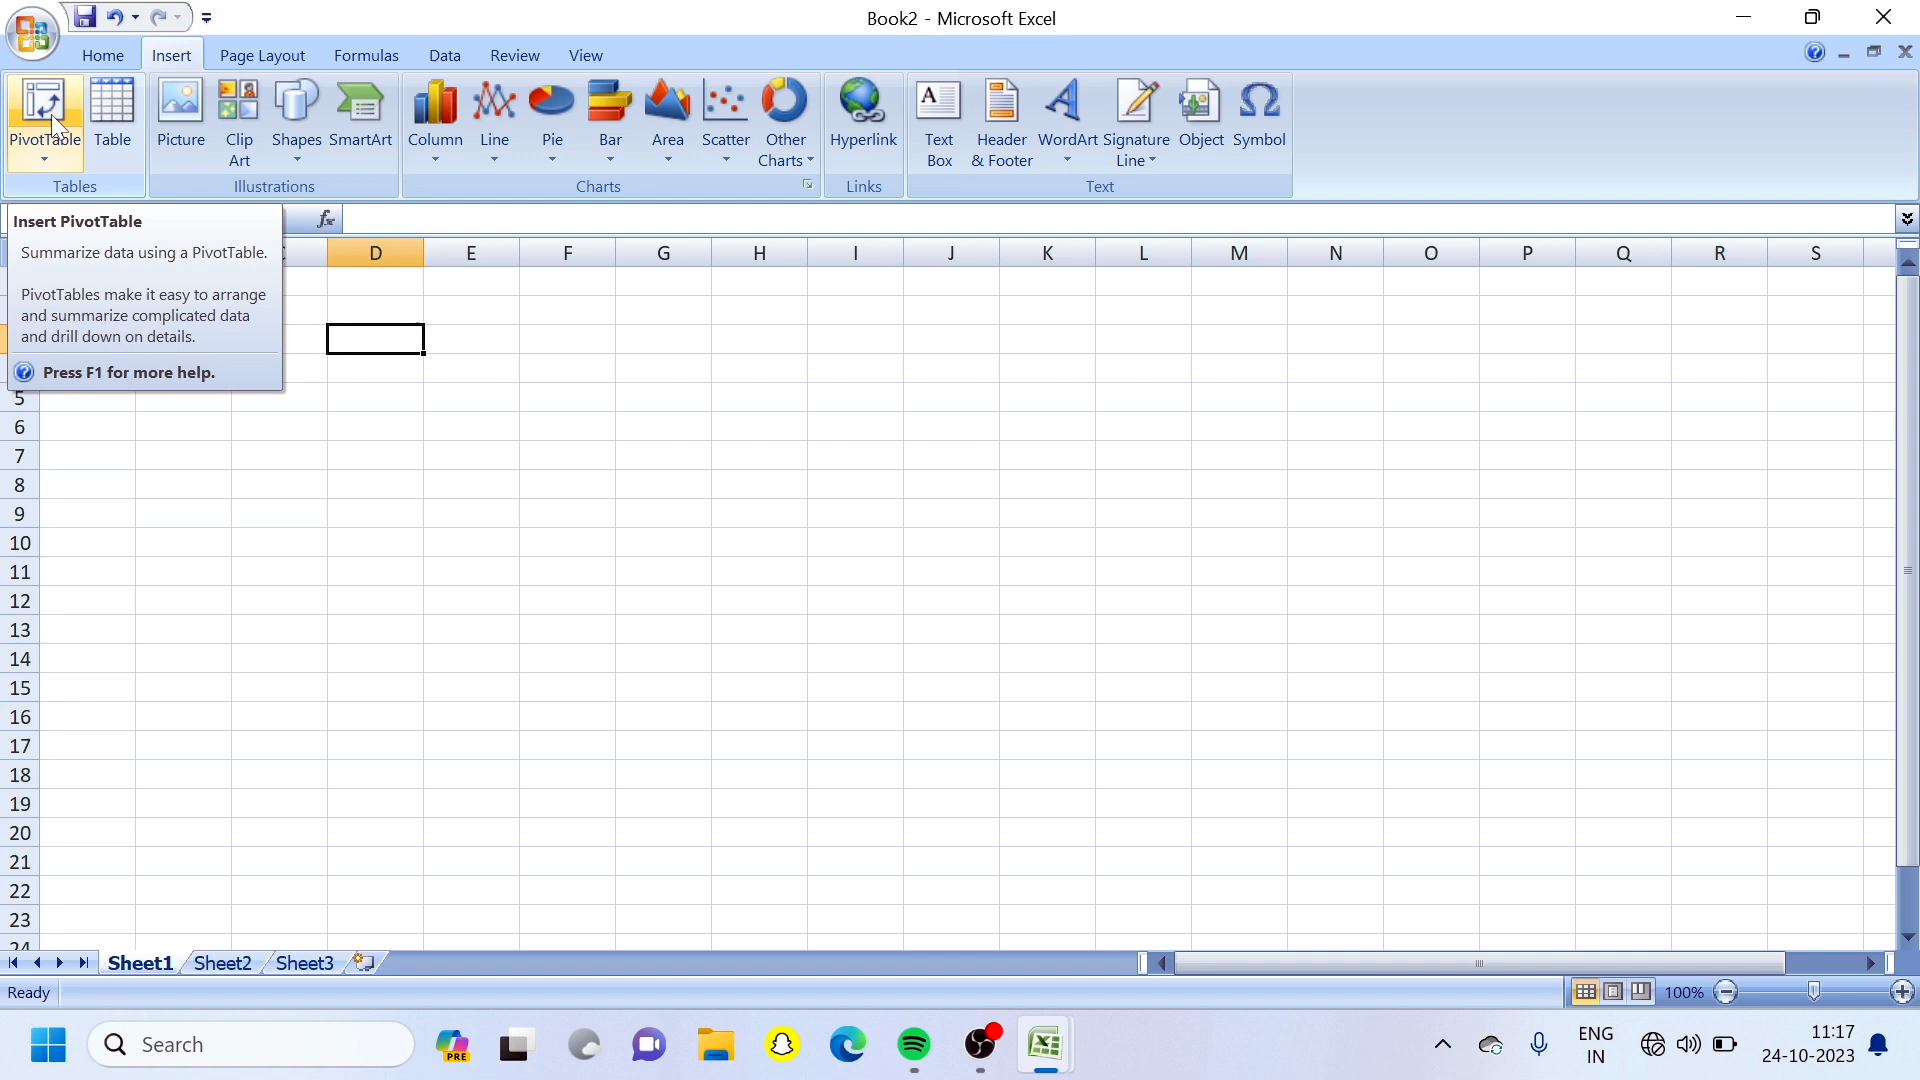 Book2 - Microsoft Excel
Home Insert Page Layout Formulas Data Review View
PivotTable Table Picture Clip Art Shapes SmartArt Column Line Pie Bar Area Scatter Other Charts Hyperlink Text Box Header & Footer WordArt Signature Line Object Symbol
Tables Illustrations Charts Links Text
fx
Insert PivotTable
Summarize data using a PivotTable.
PivotTables make it easy to arrange
and summarize complicated data
and drill down on details.
Press F1 for more help.
D E F G H I J K L M N O P Q R S
5
6
7
8
9
10
11
12
13
14
15
16
17
18
19
20
21
22
23
24
Sheet1 Sheet2 Sheet3
Ready 100%
Search PRE ENG 11:17
IN 24-10-2023